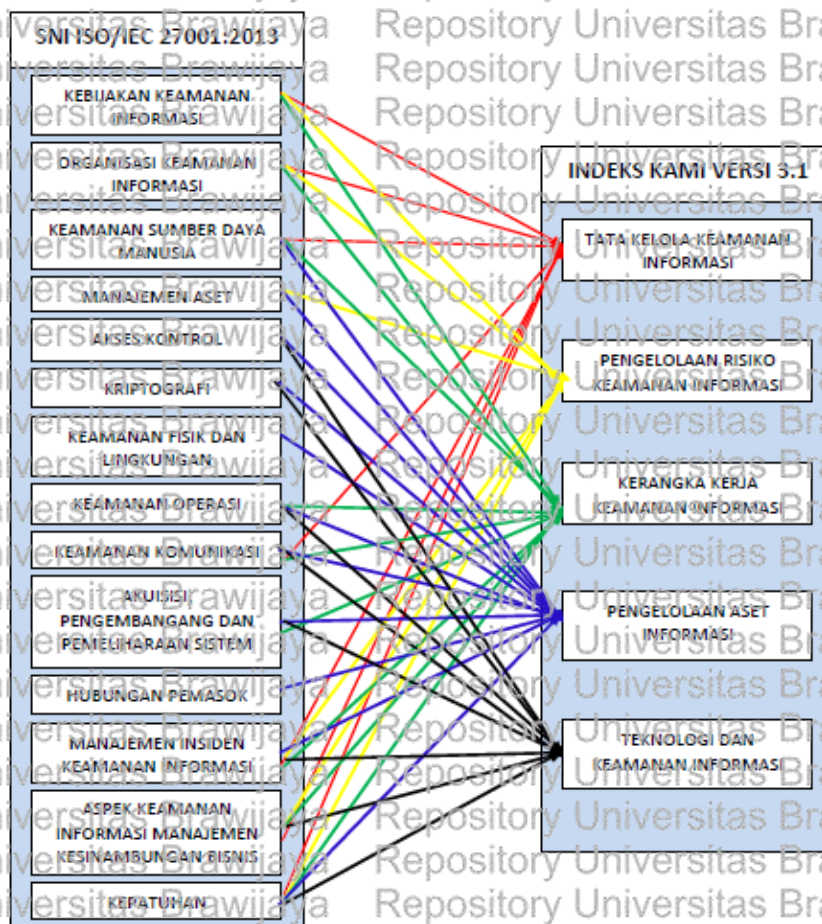 SNI ISO/IEC 27001:2013
KEBIJAKAN KEAMANAN
INFORMASI
ORGANISASI KEAMANAN
INFORMASI
KEAMANAN SUMBER DAYA
MANUSIA
MANAJEMEN ASET
AKSES KONTROL
KRIPTOGRAFI
KEAMANAN FISIK DAN
LINGKUNGAN
KEAMANAN OPERASI
KEAMANAN KOMUNIKASI
AKUISISI
PENGEMBANGANG DAN
PEMELIHARAAN SISTEM
HUBUNGAN PEMASOK
MANAJEMEN INSIDEN
KEAMANAN INFORMASI
ASPEK KEAMANAN
INFORMASI MANAJEMEN
KESINAMBUNGAN BISNIS
KEPATUHAN
INDEKS KAMI VERSI 3.1
TATA KELOLA KEAMANAN
INFORMASI
PENGELOLAAN RISIKO
KEAMANAN INFORMASI
KERANGKA KERJA
KEAMANAN INFORMASI
PENGELOLAAN ASET
INFORMASI
TEKNOLOGI DAN
KEAMANAN INFORMASI
Repository Universitas Brawijaya